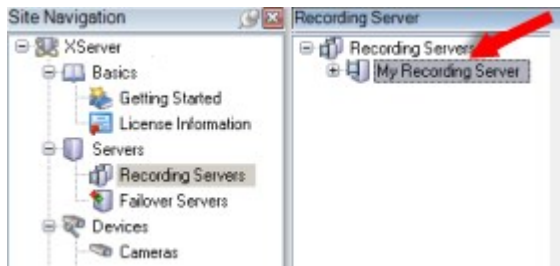 Site Navigation
XServer
Basics
Getting Started
License Information
Servers
Recording Servers
Failover Servers
Devices
Cameras
Recording Server
Recording Servers
My Recording Server